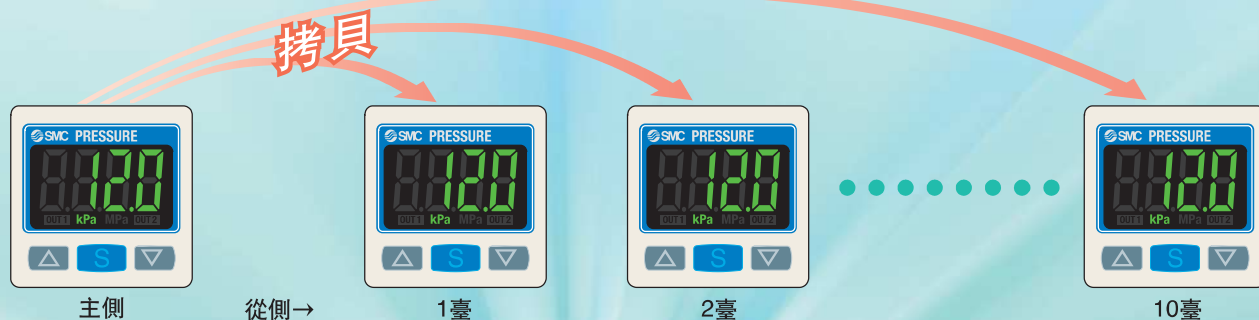 拷貝
SMC PRESSURE
12.0
OUT1 kPa MPa OUT2
S
主側
從側→
SMC PRESSURE
12.0
OUT1 kPa MPa OUT2
S
1臺
SMC PRESSURE
12.0
OUT1 kPa MPa OUT2
S
2臺
SMC PRESSURE
12.0
OUT1 kPa MPa OUT2
S
10臺